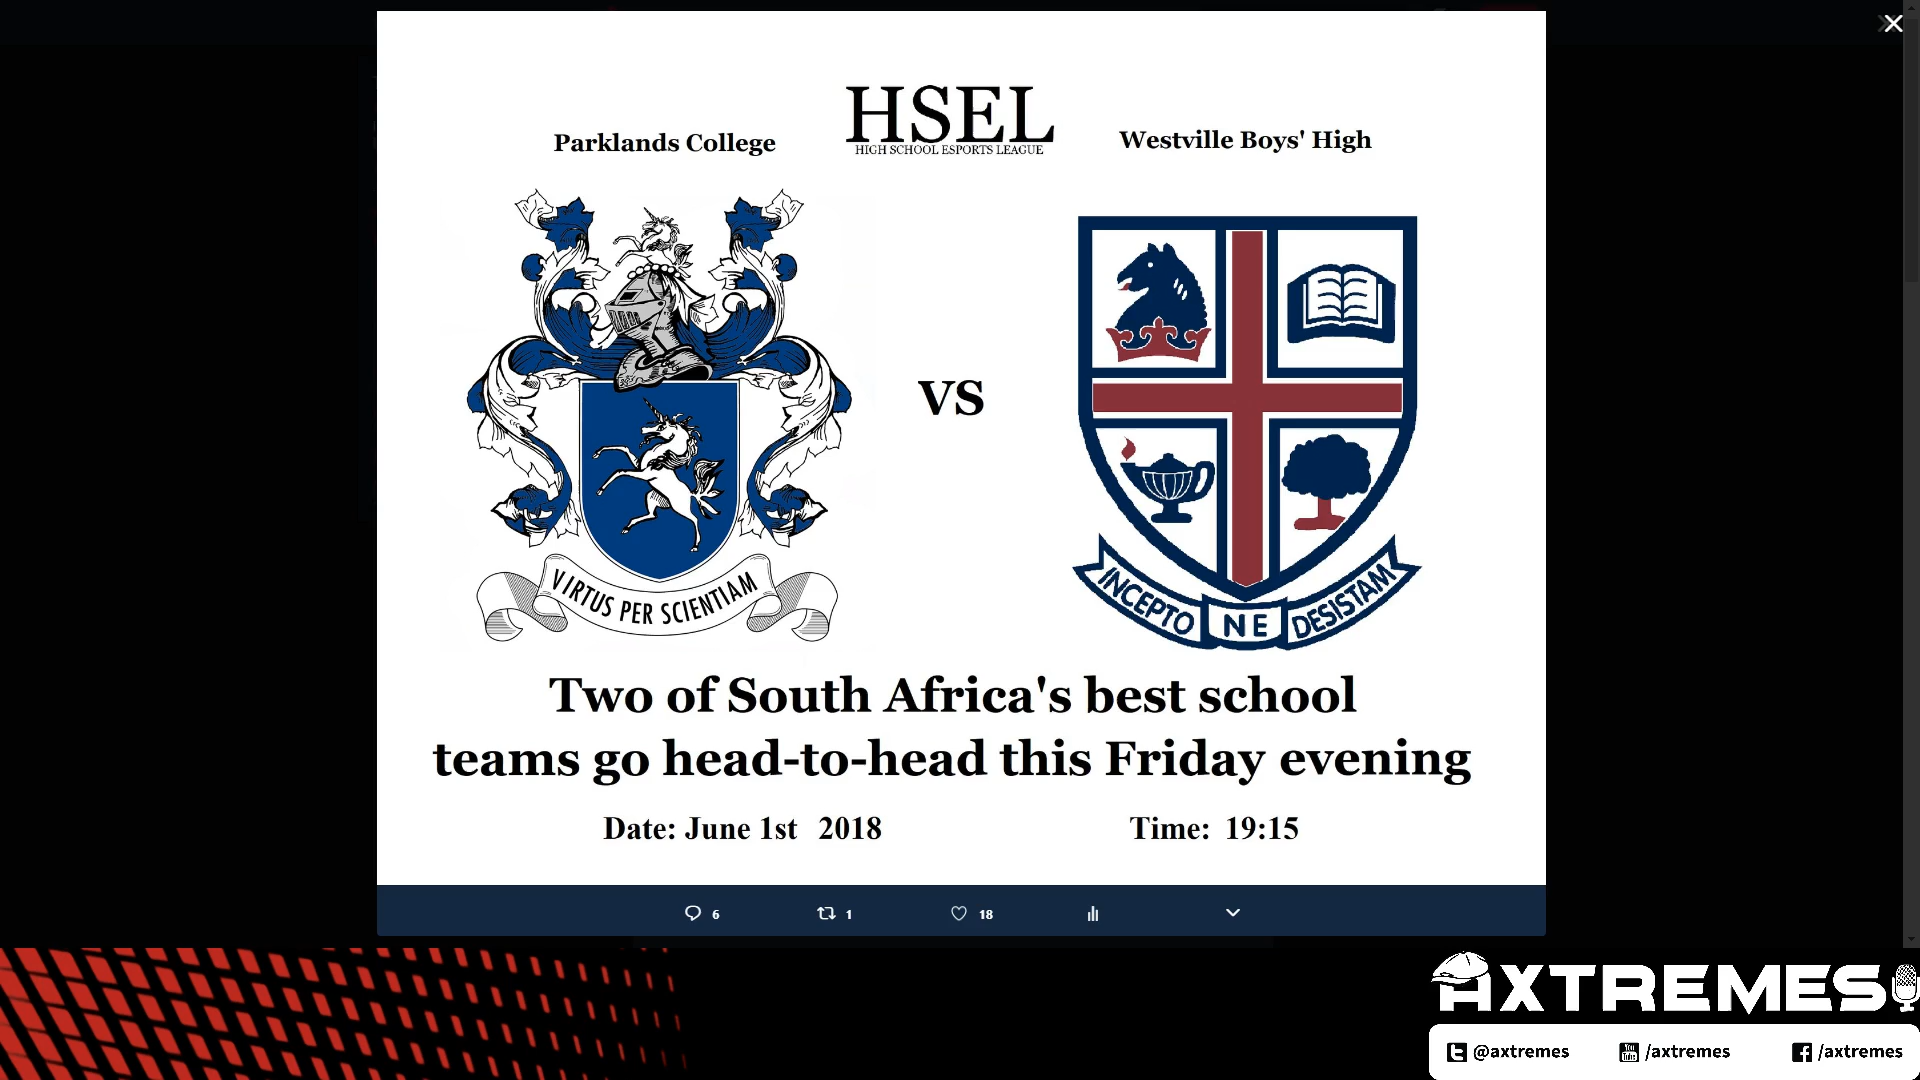 HSEL
HIGH SCHOOL ESPORTS LEAGUE
Parklands College
Westville Boys' High
VS
VIRTUS PER SCIENTIAM
INCEPTO NE DESISTAM
Two of South Africa's best school
teams go head-to-head this Friday evening
Date: June 1st 2018
Time: 19:15
6
1
18
AXTREMES
@axtremes
You Tube /axtremes
/axtremes